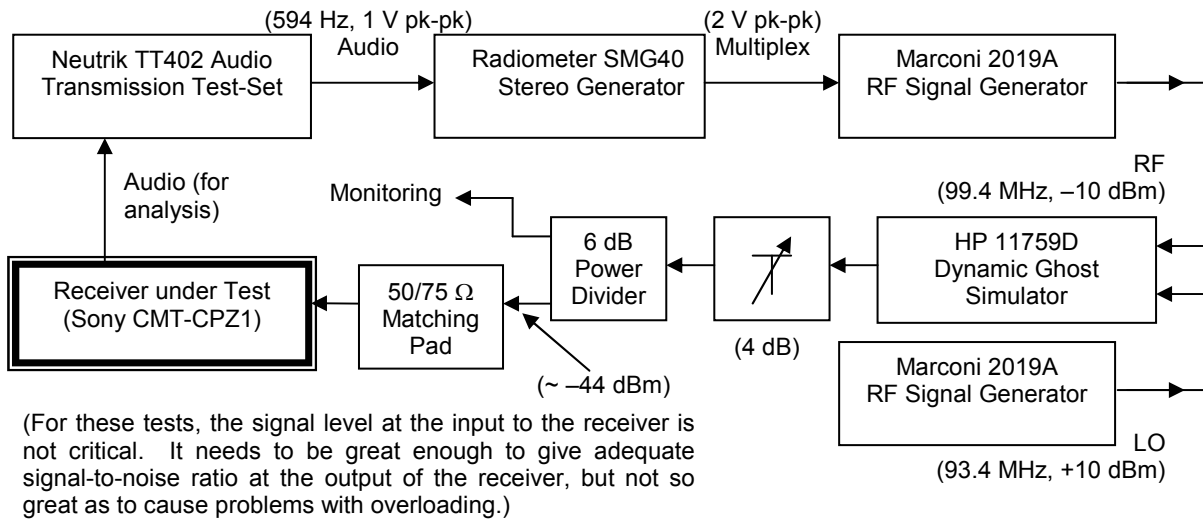 (594 Hz, 1 V pk-pk)
Audio
(2 V pk-pk)
Multiplex
Neutrik TT402 Audio
Transmission Test-Set
Radiometer SMG40
Stereo Generator
Marconi 2019A
RF Signal Generator
Audio (for
analysis)
Monitoring
RF
(99.4 MHz, –10 dBm)
6 dB
Power
Divider
HP 11759D
Dynamic Ghost
Simulator
Receiver under Test
(Sony CMT-CPZ1)
50/75 Ω
Matching
Pad
(4 dB)
(~ –44 dBm)
Marconi 2019A
RF Signal Generator
LO
(93.4 MHz, +10 dBm)
(For these tests, the signal level at the input to the receiver is
not critical. It needs to be great enough to give adequate
signal-to-noise ratio at the output of the receiver, but not so
great as to cause problems with overloading.)